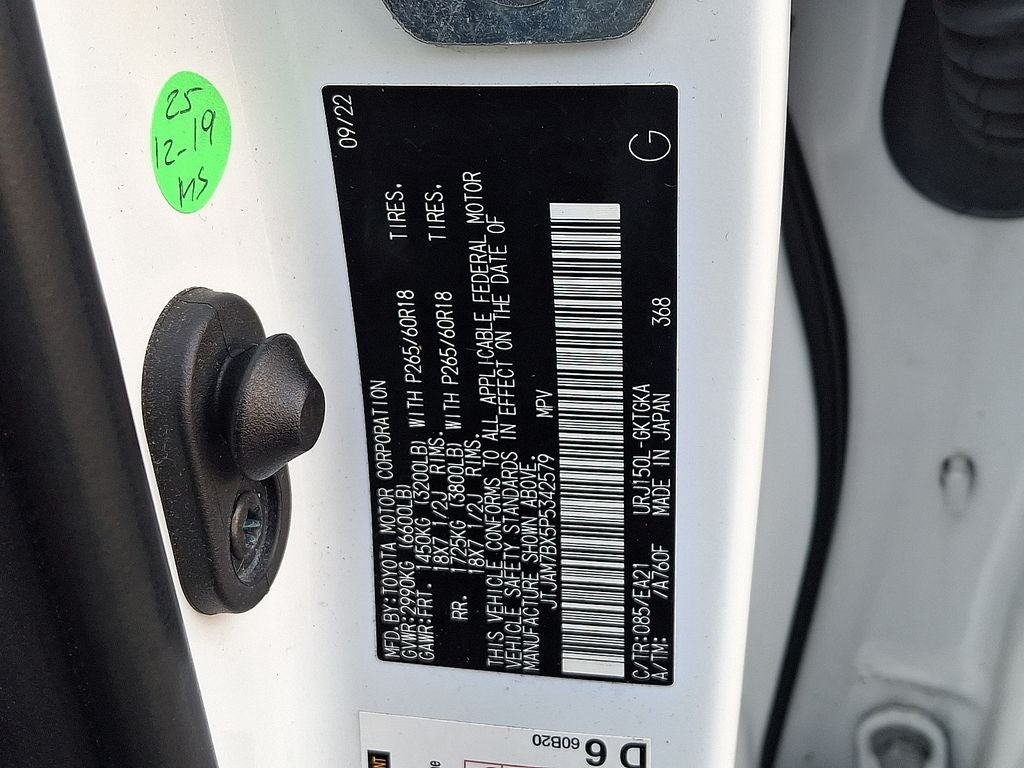 25
12-19
MS
09/22
MFD.BY:TOYOTA MOTOR CORPORATION
GVWR:2990KG (6600LB)
GAWR:FRT. 1450KG (3200LB) WITH P265/60R18 TIRES.
18X7 1/2J RIMS.
RR. 1725KG (3800LB) WITH P265/60R18 TIRES.
18X7 1/2J RIMS.
THIS VEHICLE CONFORMS TO ALL APPLICABLE FEDERAL MOTOR
VEHICLE SAFETY STANDARDS IN EFFECT ON THE DATE OF
MANUFACTURE SHOWN ABOVE.
JTJAM7BX5P5342579 MPV
C/TR:085/EA21 URJ150L-GKTGKA 368
A/TM: /A760F MADE IN JAPAN
G
D 6
60B20